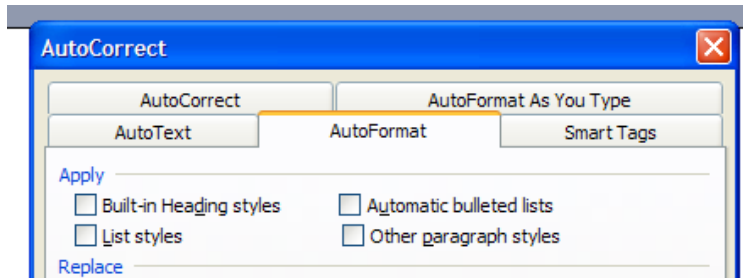 AutoCorrect
AutoCorrect AutoFormat As You Type
AutoText AutoFormat Smart Tags
Apply
Built-in Heading styles Automatic bulleted lists
List styles Other paragraph styles
Replace